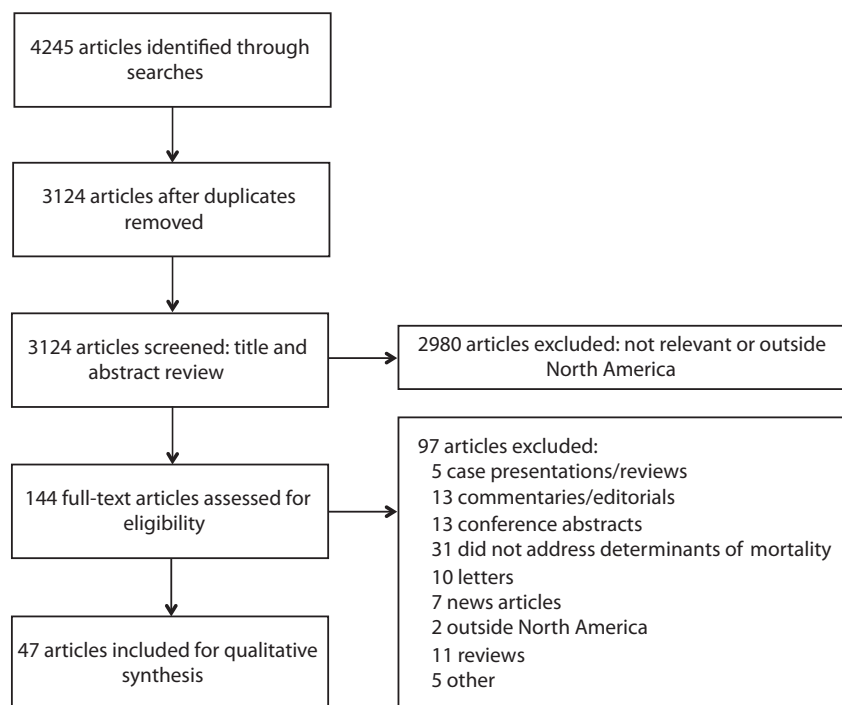 4245 articles identified through
searches
3124 articles after duplicates
removed
3124 articles screened: title and
abstract review
2980 articles excluded: not relevant or outside
North America
144 full-text articles assessed for
eligibility
97 articles excluded:
5 case presentations/reviews
13 commentaries/editorials
13 conference abstracts
31 did not address determinants of mortality
10 letters
7 news articles
2 outside North America
11 reviews
5 other
47 articles included for qualitative
synthesis